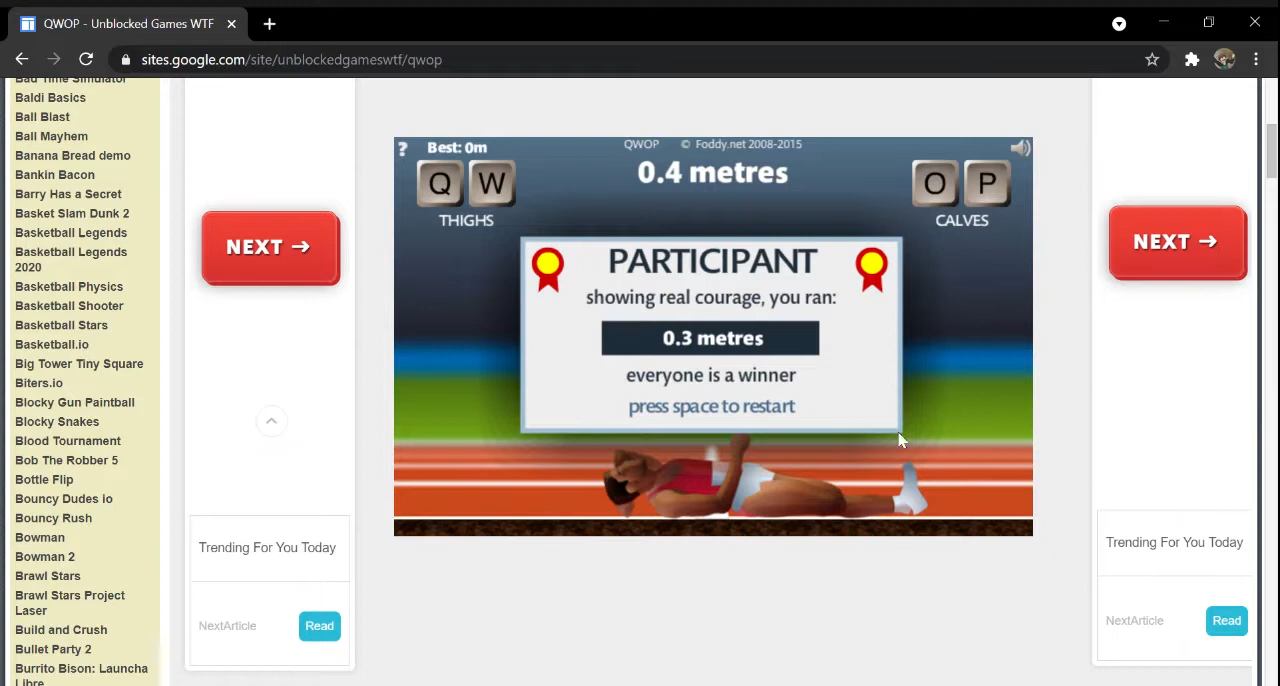 QWOP - Unblocked Games WTF
sites.google.com/site/unblockedgameswtf/qwop
Bad Time Simulator
Baldi Basics
Ball Blast
Ball Mayhem
Banana Bread demo
Bankin Bacon
Barry Has a Secret
Basket Slam Dunk 2
Basketball Legends
Basketball Legends
2020
Basketball Physics
Basketball Shooter
Basketball Stars
Basketball.io
Big Tower Tiny Square
Biters.io
Blocky Gun Paintball
Blocky Snakes
Blood Tournament
Bob The Robber 5
Bottle Flip
Bouncy Dudes io
Bouncy Rush
Bowman
Bowman 2
Brawl Stars
Brawl Stars Project
Laser
Build and Crush
Bullet Party 2
Burrito Bison: Launcha
Libre
NEXT →
Trending For You Today
NextArticle
Read
? Best: 0m
QWOP © Foddy.net 2008-2015
0.4 metres
Q W
THIGHS
O P
CALVES
PARTICIPANT
showing real courage, you ran:
0.3 metres
everyone is a winner
press space to restart
NEXT →
Trending For You Today
NextArticle
Read